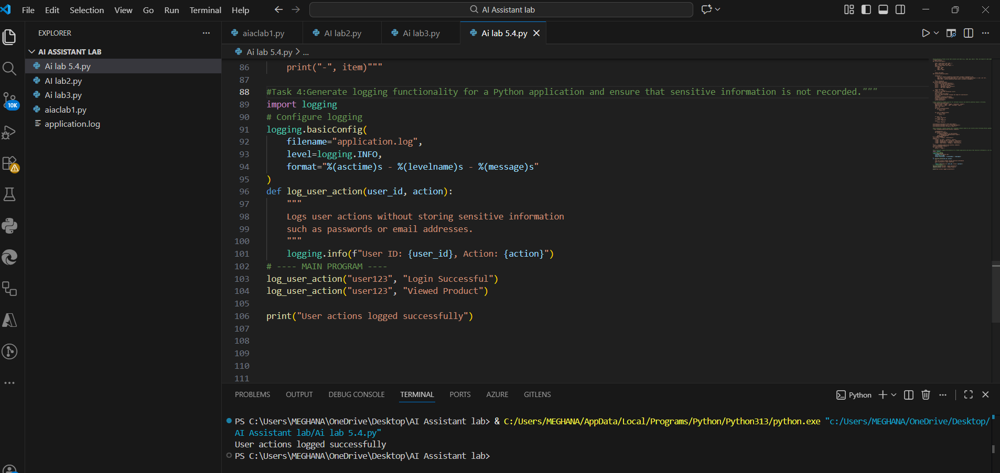 File Edit Selection View Go Run Terminal Help
AI Assistant lab
EXPLORER
AI ASSISTANT LAB
Ai lab 5.4.py
AI lab2.py
Ai lab3.py
aiaclab1.py
application.log
10K
aiaclab1.py AI lab2.py Ai lab3.py Ai lab 5.4.py
Ai lab 5.4.py > ...
86 print("-", item)"""
87
88 #Task 4:Generate logging functionality for a Python application and ensure that sensitive information is not recorded."""
89 import logging
90 # Configure logging
91 logging.basicConfig(
92 filename="application.log",
93 level=logging.INFO,
94 format="%(asctime)s - %(levelname)s - %(message)s"
95 )
96 def log_user_action(user_id, action):
97 """
98 Logs user actions without storing sensitive information
99 such as passwords or email addresses.
100 """
101 logging.info(f"User ID: {user_id}, Action: {action}")
102 # ---- MAIN PROGRAM ----
103 log_user_action("user123", "Login Successful")
104 log_user_action("user123", "Viewed Product")
105
106 print("User actions logged successfully")
107
108
109
110
111
PROBLEMS OUTPUT DEBUG CONSOLE TERMINAL PORTS AZURE GITLENS
Python
PS C:\Users\MEGHANA\OneDrive\Desktop\AI Assistant lab> & C:/Users/MEGHANA/AppData/Local/Programs/Python/Python313/python.exe "c:/Users/MEGHANA/OneDrive/Desktop/
AI Assistant lab/Ai lab 5.4.py"
User actions logged successfully
PS C:\Users\MEGHANA\OneDrive\Desktop\AI Assistant lab>